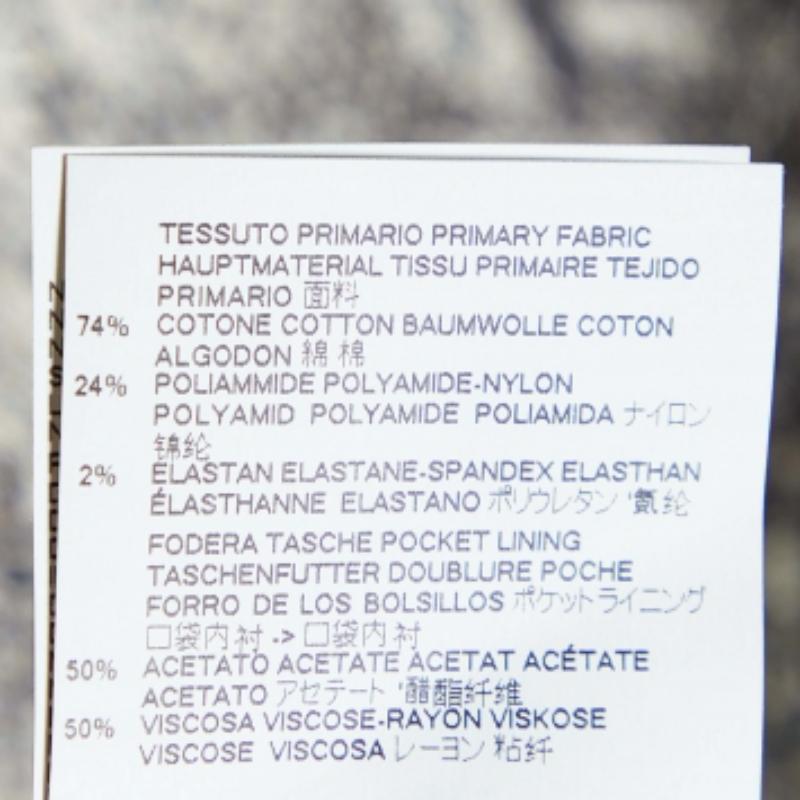 TESSUTO PRIMARIO PRIMARY FABRIC
HAUPTMATERIAL TISSU PRIMAIRE TEJIDO
PRIMARIO 面料
74% COTONE COTTON BAUMWOLLE COTON
ALGODON 綿 棉
24% POLIAMMIDE POLYAMIDE-NYLON
POLYAMID POLYAMIDE POLIAMIDA ナイロン
锦纶
2% ELASTAN ELASTANE-SPANDEX ELASTHAN
ÉLASTHANNE ELASTANO ポリウレタン '氨纶
FODERA TASCHE POCKET LINING
TASCHENFUTTER DOUBLURE POCHE
FORRO DE LOS BOLSILLOS ポケットライニング
口袋内衬 -> 口袋内衬
50% ACETATO ACETATE ACETAT ACÉTATE
ACETATO アセテート '醋酯纤维
50% VISCOSA VISCOSE-RAYON VISKOSE
VISCOSE VISCOSA レーヨン 粘纤